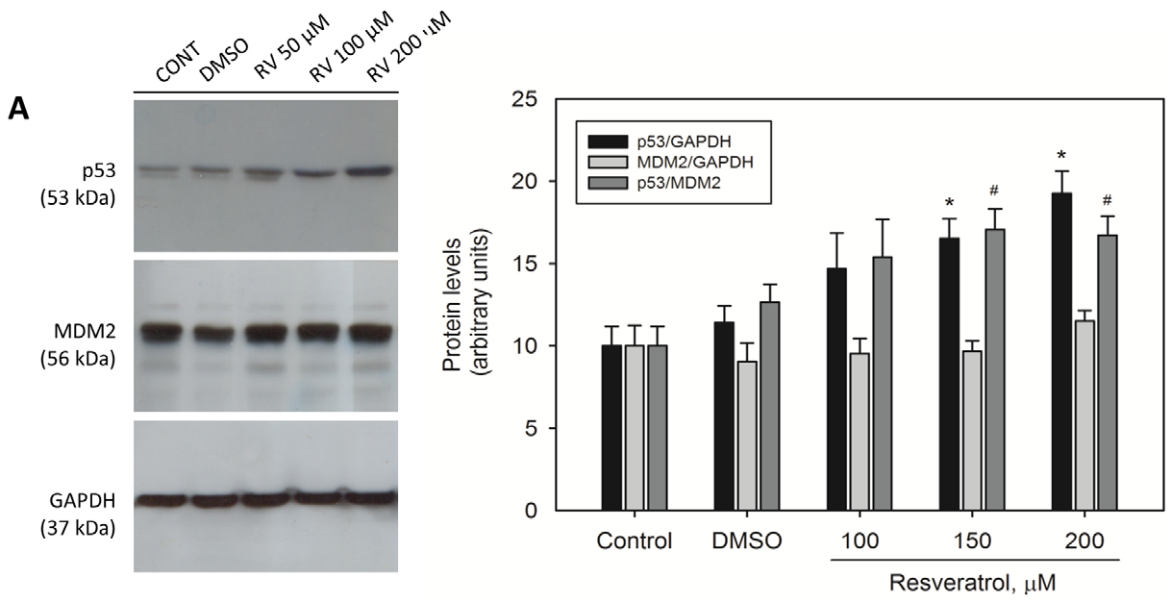 A
CONT
DMSO
RV 50 μM
RV 100 μM
RV 200 μM
p53
(53 kDa)
MDM2
(56 kDa)
GAPDH
(37 kDa)
25
20
15
10
5
0
Protein levels
(arbitrary units)
p53/GAPDH
MDM2/GAPDH
p53/MDM2
*
#
*
#
Control
DMSO
100
150
200
Resveratrol, μM